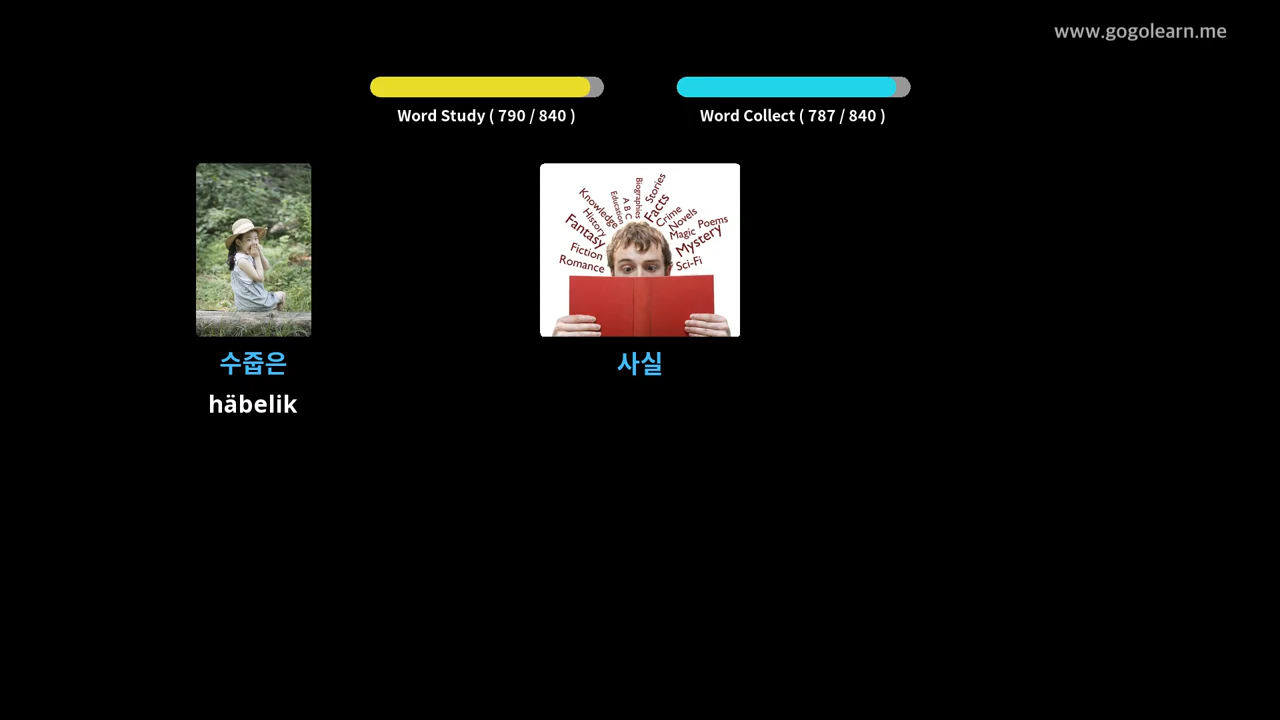 www.gogolearn.me
Word Study ( 790 / 840 )
Word Collect ( 787 / 840 )
Knowledge
History
Fantasy
Fiction
Romance
Education
A B C
Biographies
Stories
Facts
Crime
Novels
Magic
Poems
Mystery
Sci-Fi
수줍은
häbelik
사실